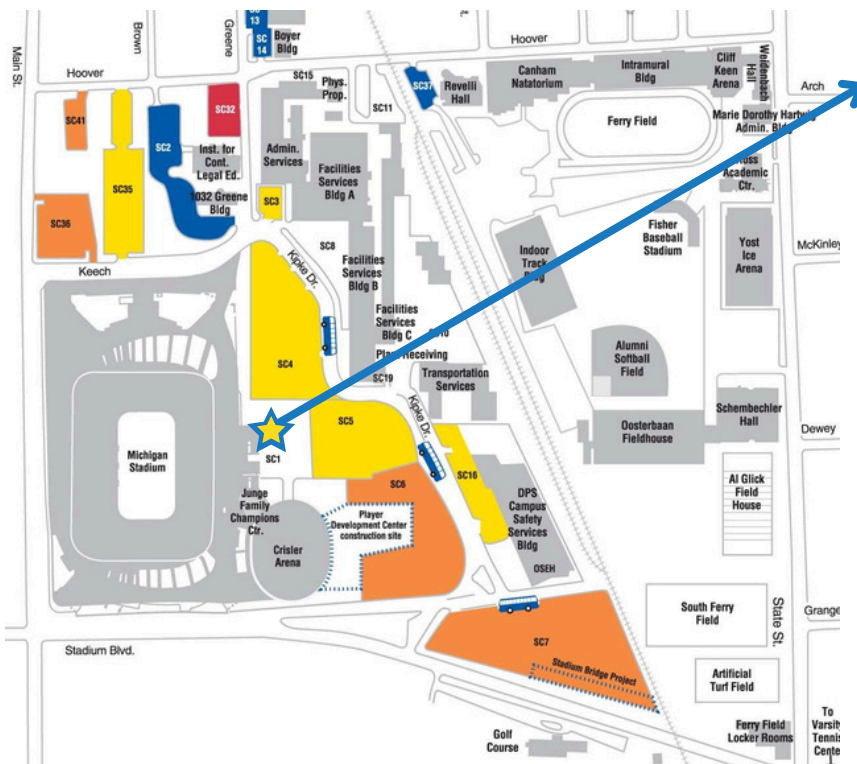 SC
13
SC
14
Boyer
Bldg
Brown
Greene
Main St.
Hoover
Hoover
SC15
Phys.
Prop.
SC11
SC37
Revelli
Hall
Canham
Natatorium
Intramural
Bldg
Cliff
Keen
Arena
Weidenbach
Hall
Arch
Marie Dorothy Hartwig
Admin. Bldg
Ferry Field
SC41
SC35
SC2
SC32
Inst. for
Cont.
Legal Ed.
Admin.
Services
Facilities
Services
Bldg A
Academic
Ctr.
1032 Greene
Bldg
SC3
SC36
Keech
Kipke Dr.
SC8
Facilities
Services
Bldg B
Indoor
Track
Fisher
Baseball
Stadium
Yost
Ice
Arena
McKinley
Facilities
Services
Bldg C
Receiving
SC19
Transportation
Services
Alumni
Softball
Field
SC4
Kipke Dr.
SC5
Oosterbaan
Fieldhouse
Schembechler
Hall
Dewey
Michigan
Stadium
SC1
SC16
SC6
Junge
Family
Champions
Ctr.
Player
Development Center
construction site
Crisler
Arena
DPS
Campus
Safety
Services
Bldg
OSEH
Al Glick
Field
House
South Ferry
Field
State St.
Grange
Stadium Blvd.
SC7
Stadium Bridge Project
Artificial
Turf Field
Golf
Course
Ferry Field
Locker Rooms
To
Varsity
Tennis
Cente